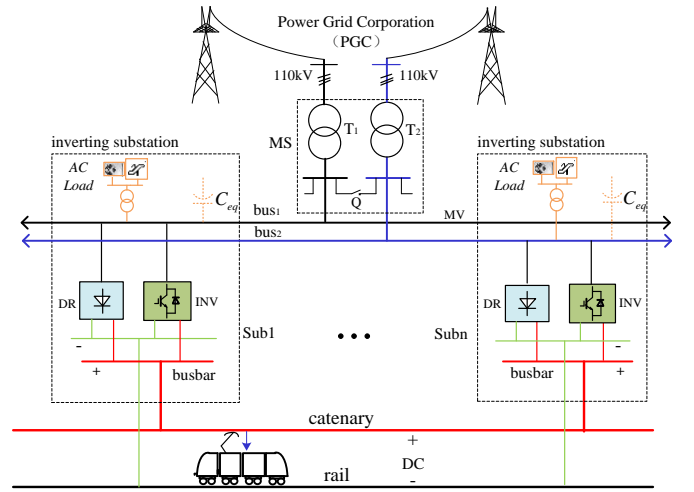 Power Grid Corporation
(PGC)
110kV
110kV
MS
T1
T2
Q
inverting substation
inverting substation
AC
Load
Ceq
AC
Load
Ceq
bus1
MV
bus2
DR
INV
DR
INV
Sub1
...
Subn
-
+
busbar
-
busbar
+
catenary
+
DC
-
rail